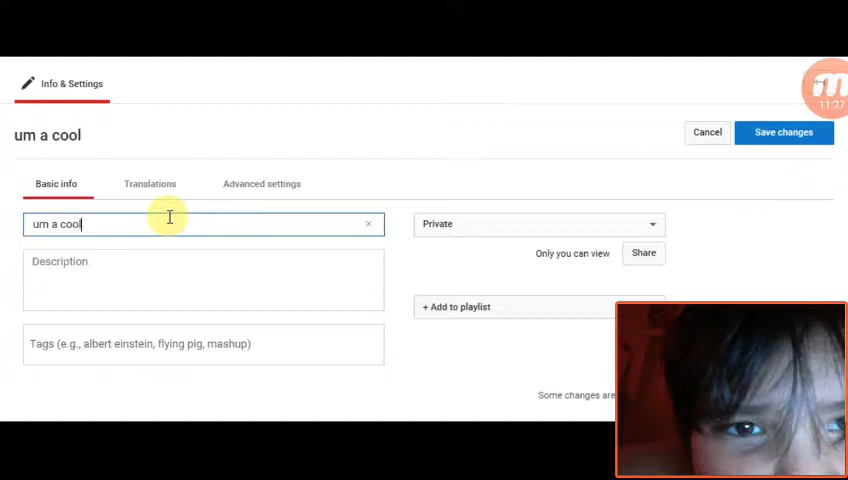 Info & Settings
11:27
um a cool
Cancel
Save changes
Basic info
Translations
Advanced settings
um a cool
×
Private
Description
Only you can view
Share
+ Add to playlist
Tags (e.g., albert einstein, flying pig, mashup)
Some changes are